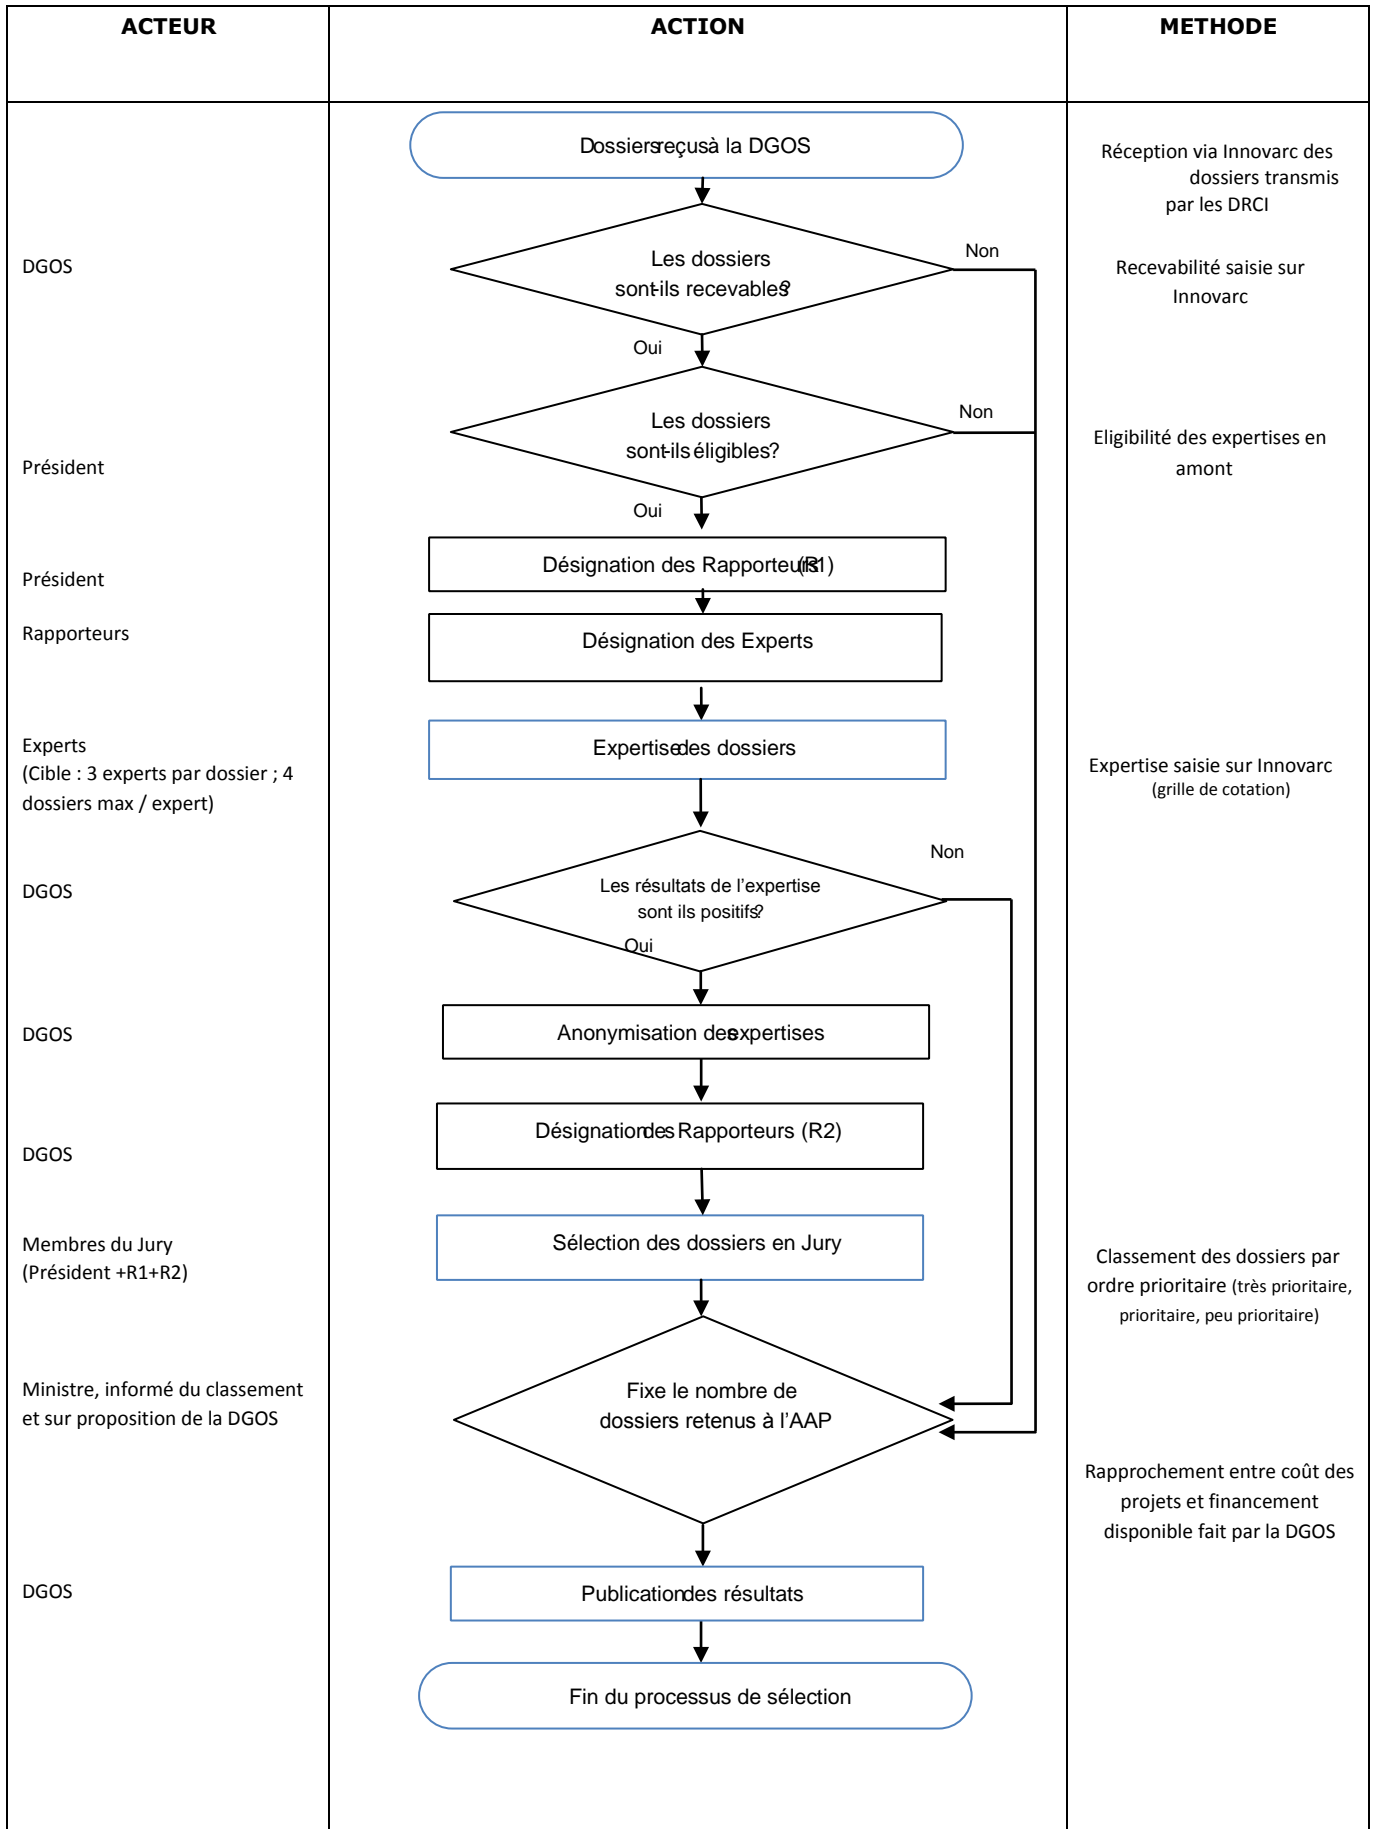 ACTEUR
ACTION
METHODE
Dossiers reçus à la DGOS
Réception via Innovarc des
dossiers transmis
par les DRCI
DGOS
Les dossiers
sont-ils recevables?
Non
Recevabilité saisie sur
Innovarc
Oui
Président
Les dossiers
sont-ils éligibles?
Non
Eligibilité des expertises en
amont
Oui
Président
Désignation des Rapporteurs (R1)
Rapporteurs
Désignation des Experts
Experts
(Cible : 3 experts par dossier ; 4
dossiers max / expert)
Expertise des dossiers
Expertise saisie sur Innovarc
(grille de cotation)
DGOS
Les résultats de l'expertise
sont ils positifs?
Non
Oui
DGOS
Anonymisation des expertises
DGOS
Désignation des Rapporteurs (R2)
Membres du Jury
(Président +R1+R2)
Sélection des dossiers en Jury
Classement des dossiers par
ordre prioritaire (très prioritaire,
prioritaire, peu prioritaire)
Ministre, informé du classement
et sur proposition de la DGOS
Fixe le nombre de
dossiers retenus à l'AAP
Rapprochement entre coût des
projets et financement
disponible fait par la DGOS
DGOS
Publication des résultats
Fin du processus de sélection